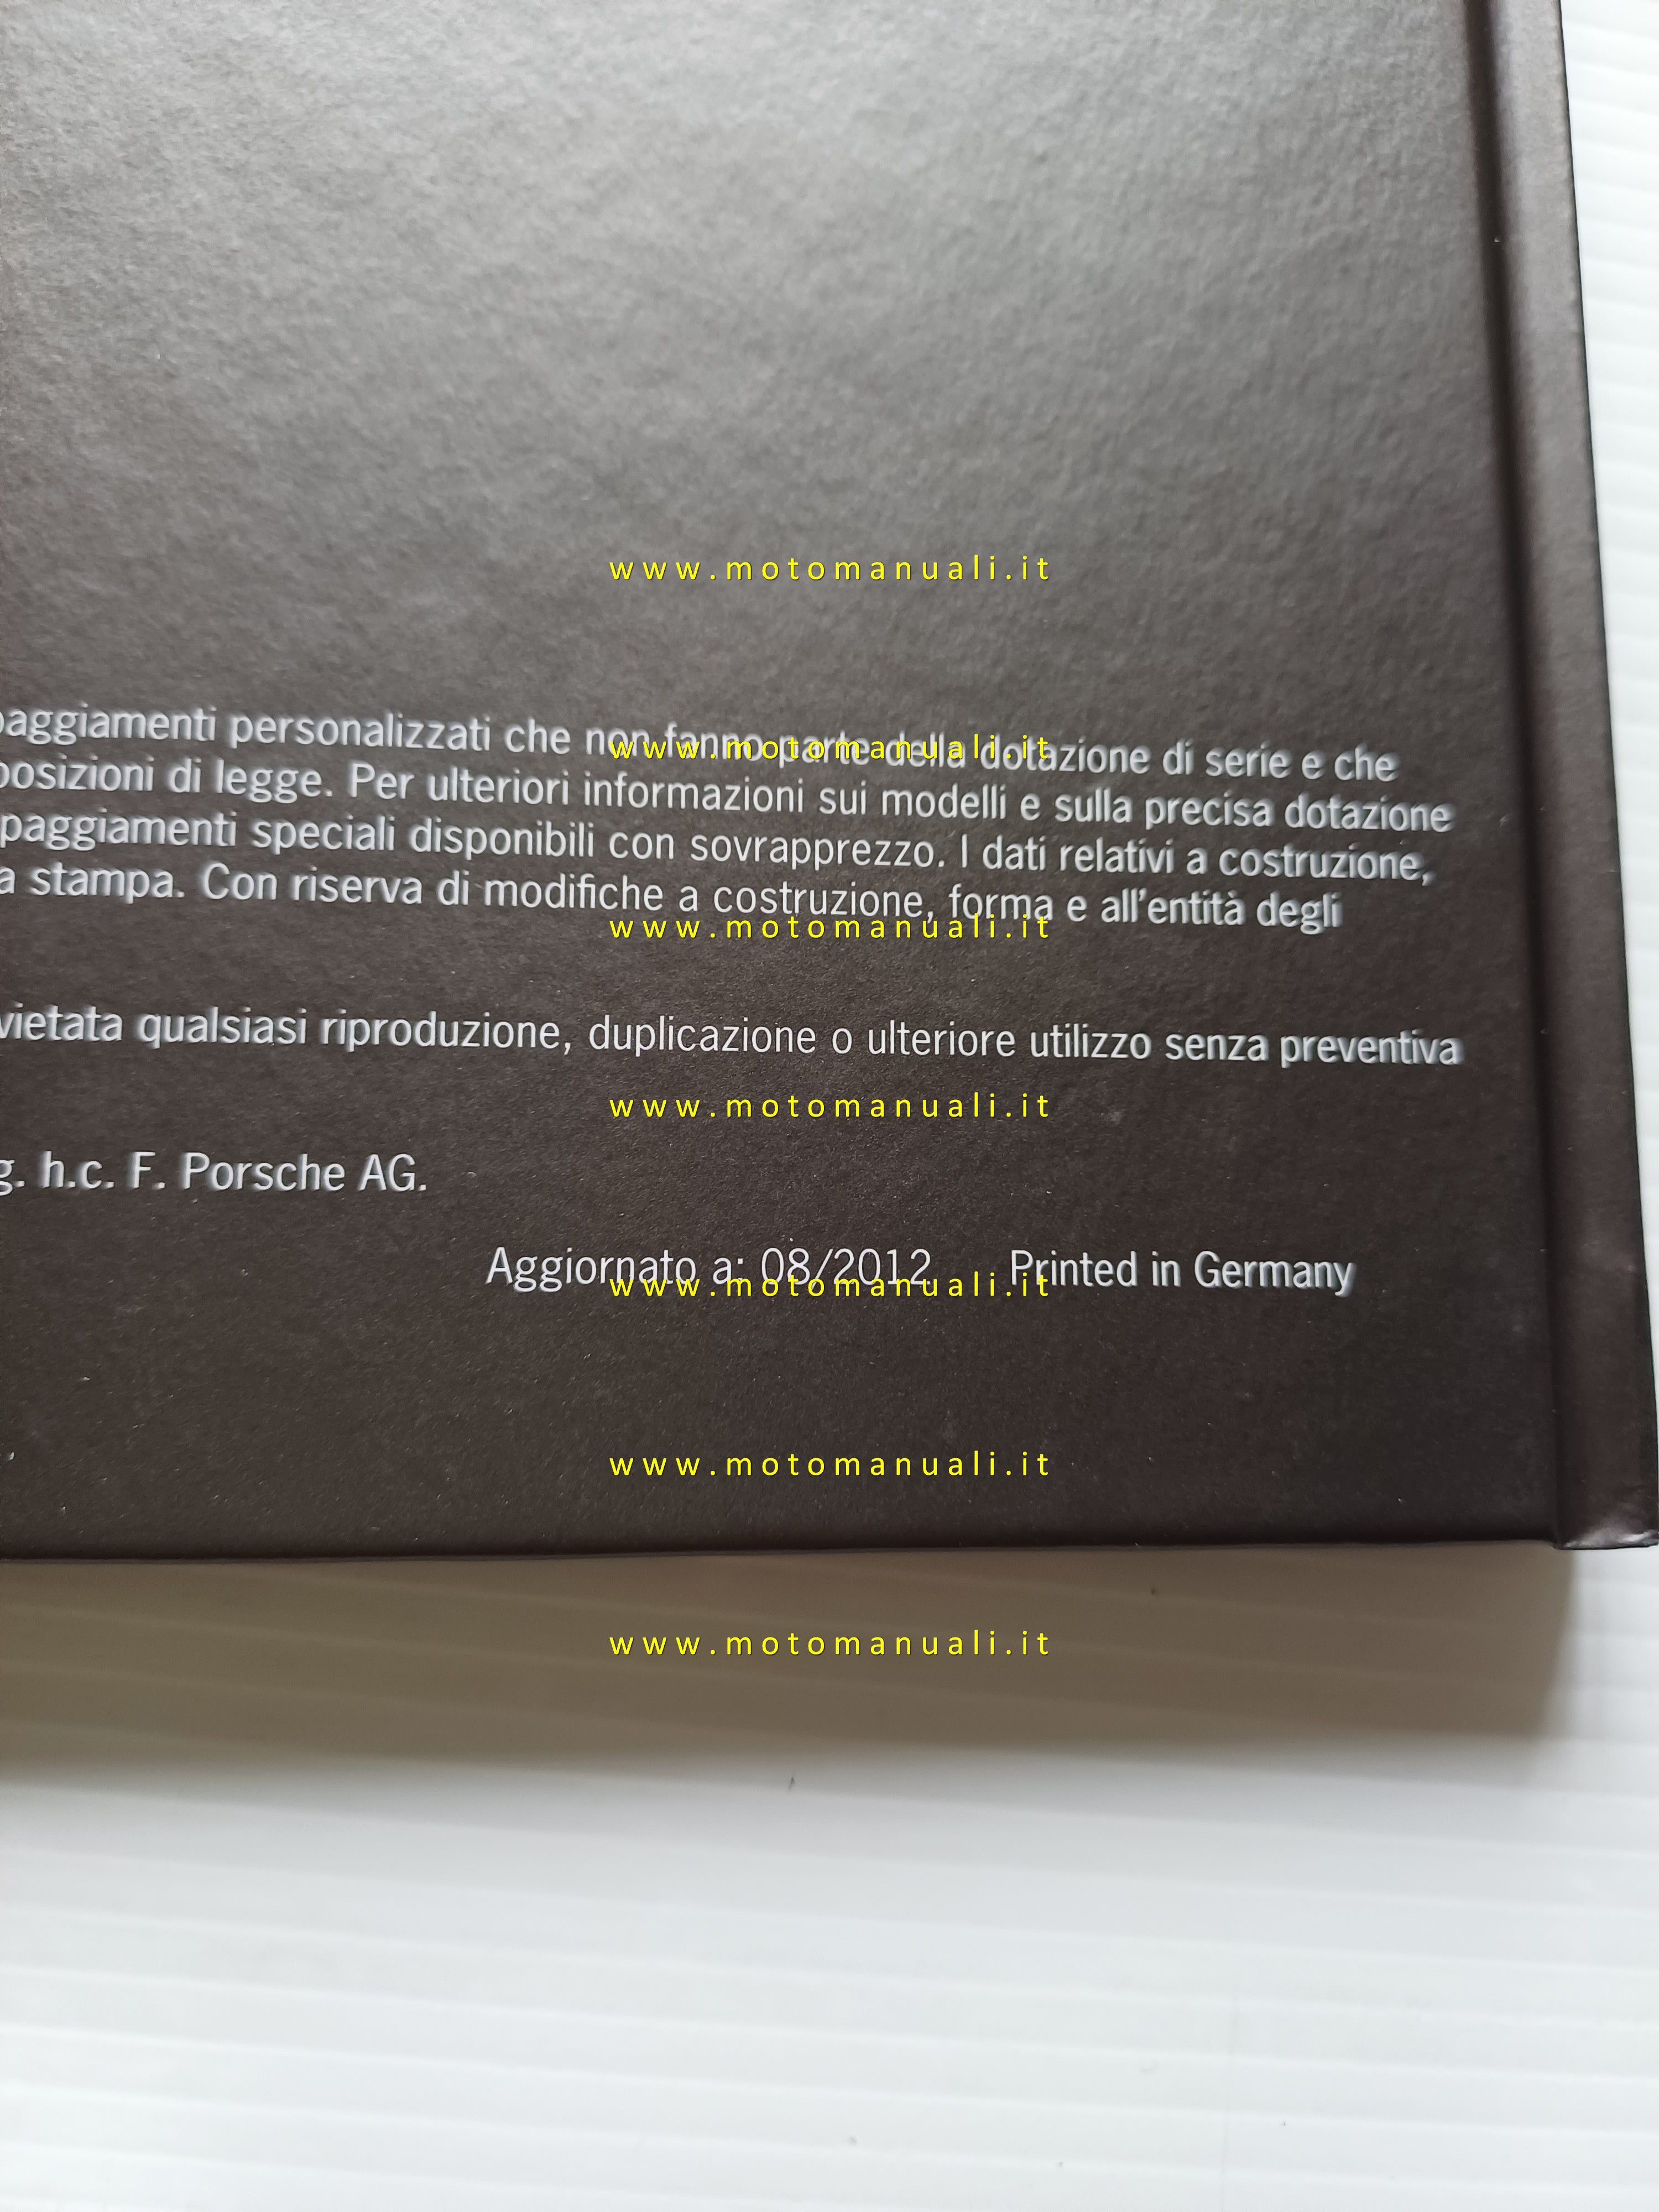 www.motomanuali.it
paggiamenti personalizzati che non fanno parte della dotazione di serie e che
www.motomanuali.it
posizioni di legge. Per ulteriori informazioni sui modelli e sulla precisa dotazione
paggiamenti speciali disponibili con sovrapprezzo. I dati relativi a costruzione,
a stampa. Con riserva di modifiche a costruzione, forma e all'entità degli
www.motomanuali.it
vietata qualsiasi riproduzione, duplicazione o ulteriore utilizzo senza preventiva
www.motomanuali.it
g. h.c. F. Porsche AG.
Aggiornato a: 08/2012 Printed in Germany
www.motomanuali.it
www.motomanuali.it
www.motomanuali.it